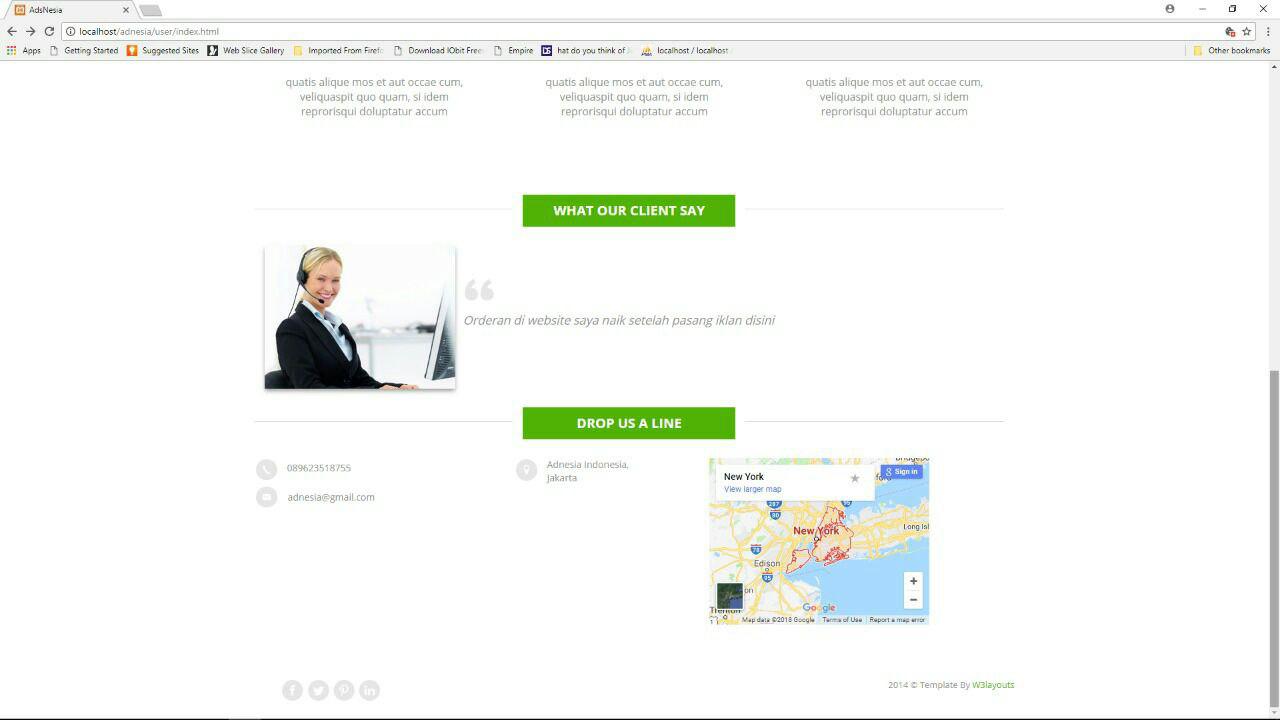 AdsNesia
localhost/adnesia/user/index.html
Apps Getting Started Suggested Sites Web Slice Gallery Imported From Firef Download IObit Free Empire hat do you think of localhost / localhost Other bookmarks
quatis alique mos et aut occae cum,
veliquaspit quo quam, si idem
reprorisqui doluptatur accum
quatis alique mos et aut occae cum,
veliquaspit quo quam, si idem
reprorisqui doluptatur accum
quatis alique mos et aut occae cum,
veliquaspit quo quam, si idem
reprorisqui doluptatur accum
WHAT OUR CLIENT SAY
Orderan di website saya naik setelah pasang iklan disini
DROP US A LINE
089623518755
adnesia@gmail.com
Adnesia Indonesia,
Jakarta
New York
View larger map
Sign in
New York
Long Isl
Edison
Trenton
Google
Map data ©2018 Google Terms of Use Report a map error
2014 © Template By W3layouts